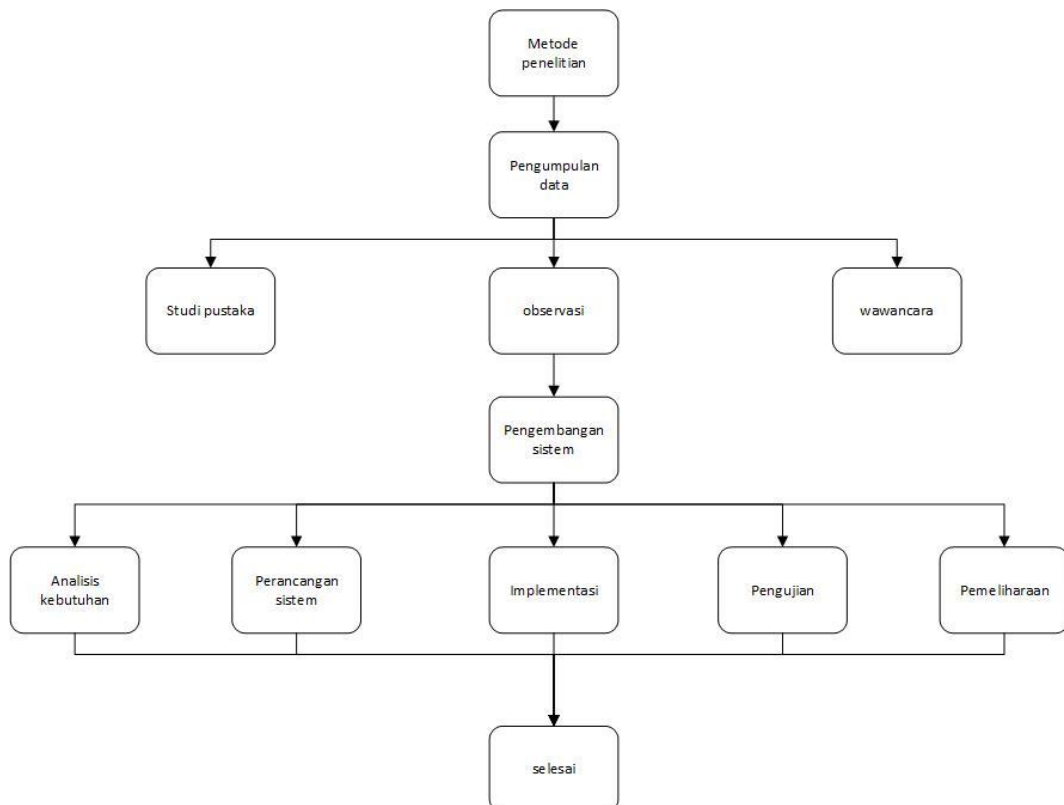 Metode
penelitian
Pengumpulan
data
Studi pustaka
observasi
wawancara
Pengembangan
sistem
Analisis
kebutuhan
Perancangan
sistem
Implementasi
Pengujian
Pemeliharaan
selesai